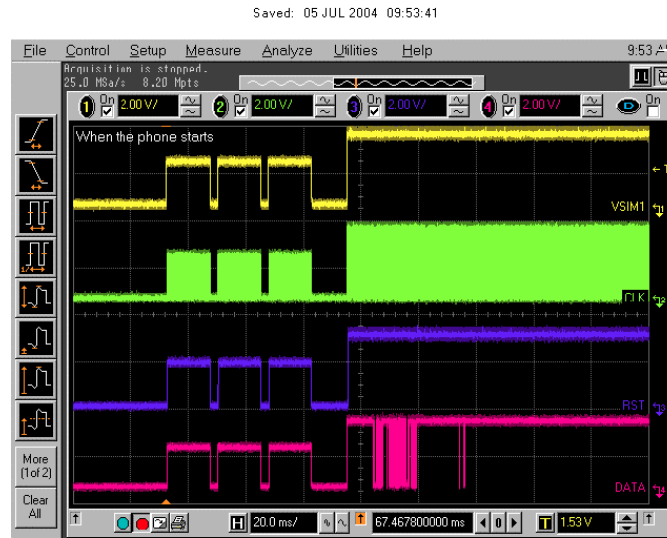 Saved: 05 JUL 2004 09:53:41
File Control Setup Measure Analyze Utilities Help 9:53
Acquisition is stopped.
25.0 MSa/s 8.20 Mpts
1 On 2.00 V/ 2 On 2.00 V/ 3 On 2.00 V/ 4 On 2.00 V/ D On
When the phone starts
T
VSIM1 1
CLK
RST
DATA
More
(1of 2)
Clear
All
H 20.0 ms/ 67.467800000 ms 0 T 1.53 V